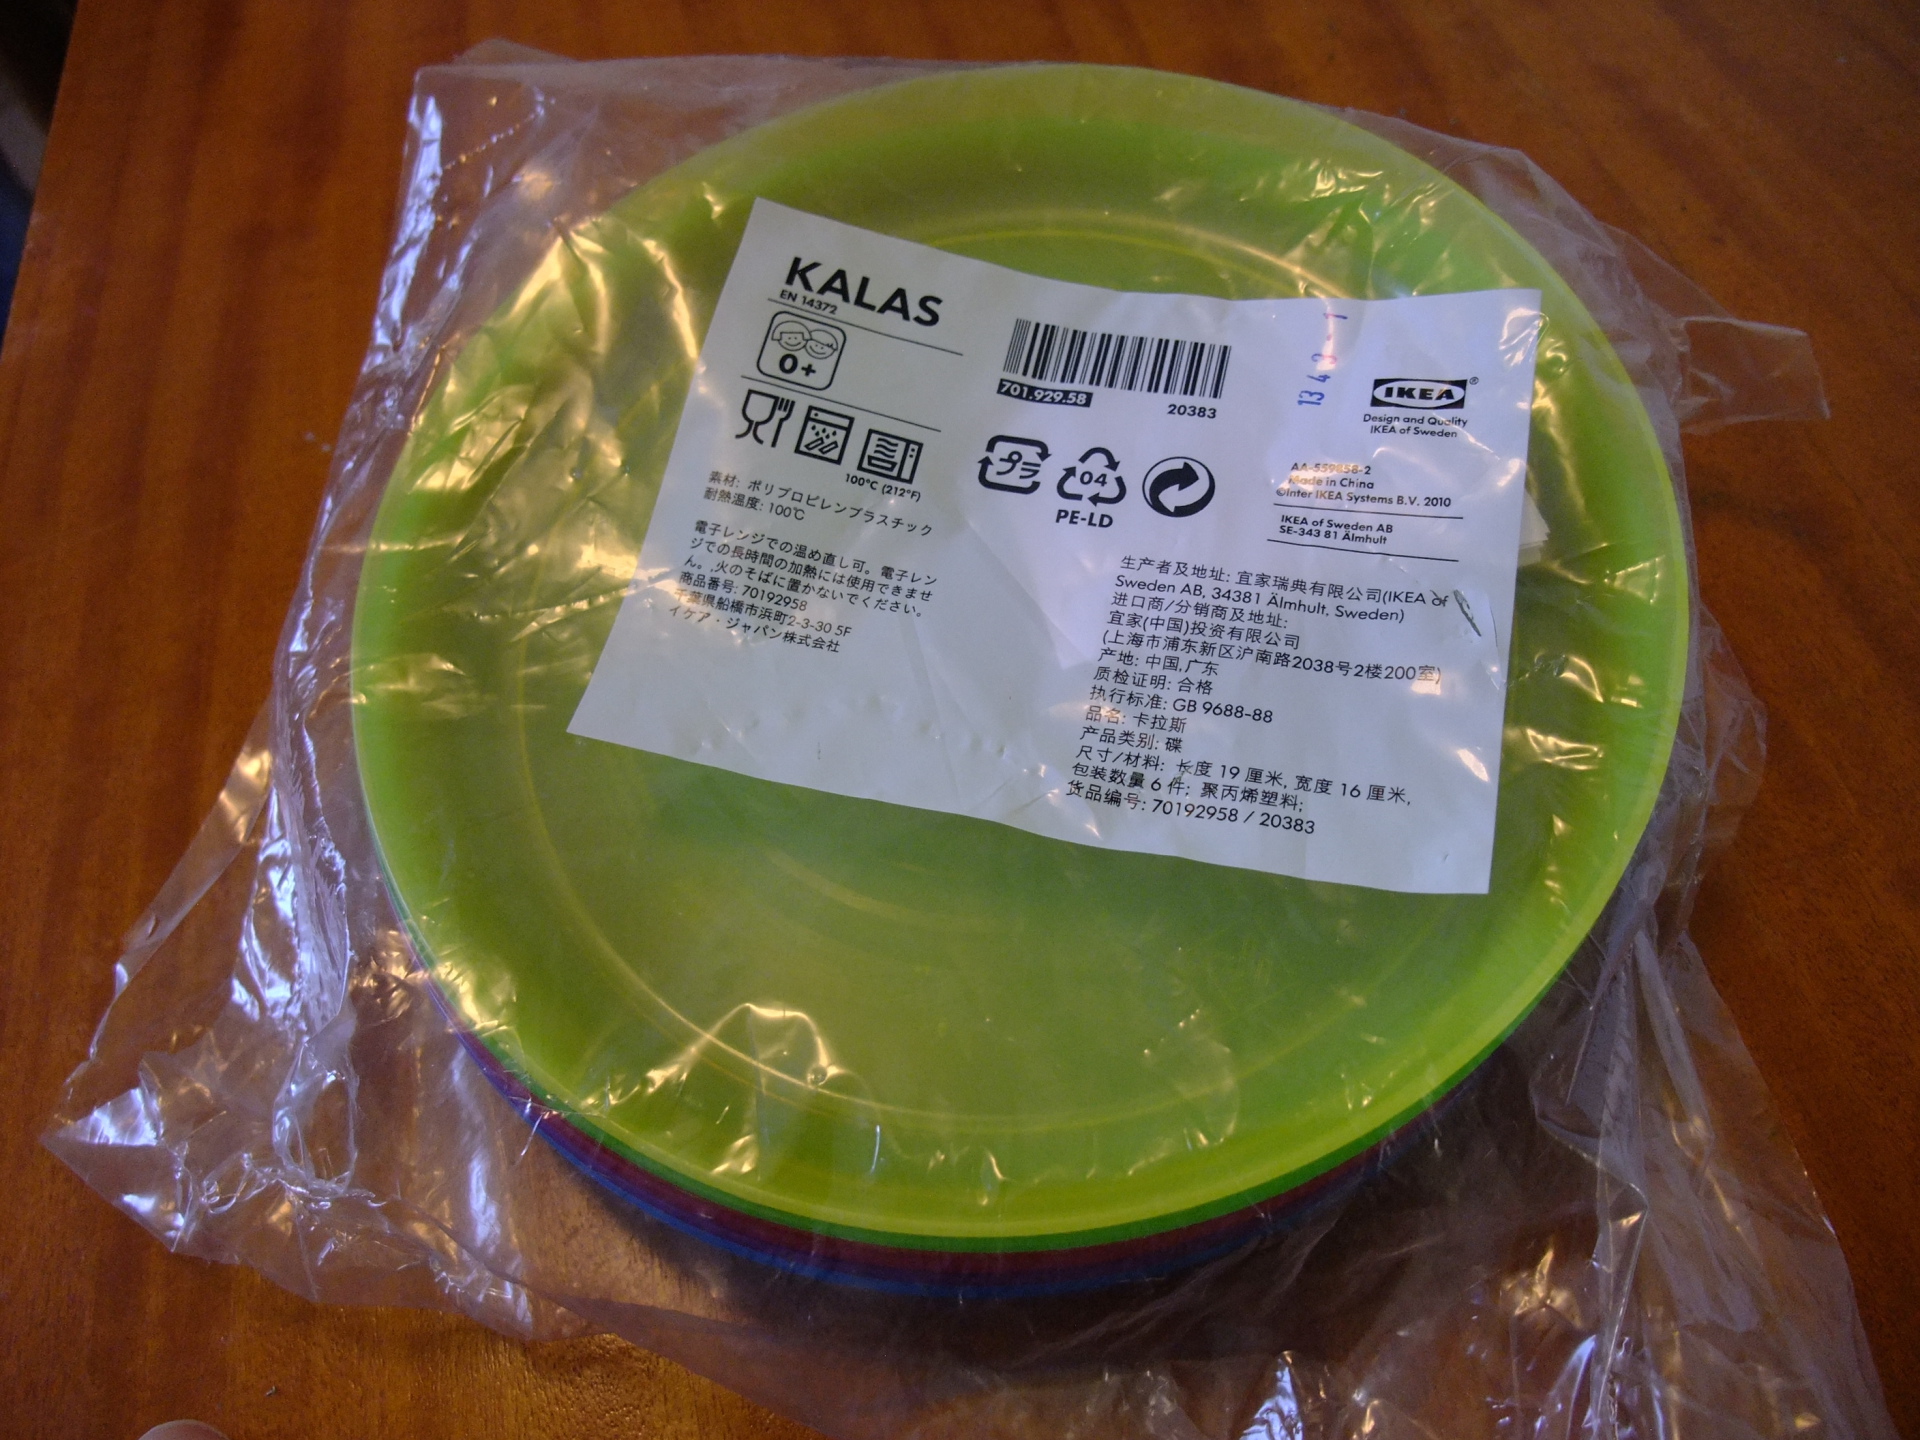 KALAS
EN 14372
0+
100°C (212°F)
素材: ポリプロピレンプラスチック
耐熱温度: 100℃
電子レンジでの温め直し可。電子レン
ジでの長時間の加熱には使用できませ
ん。火のそばに置かないでください。
商品番号: 70192958
千葉県船橋市浜町2-3-30 5F
イケア・ジャパン株式会社
701.929.58
20383
プラ
04
PE-LD
13 4 3 - 1
IKEA®
Design and Quality
IKEA of Sweden
AA-559858-2
Made in China
©Inter IKEA Systems B.V. 2010
IKEA of Sweden AB
SE-343 81 Älmhult
生产者及地址: 宜家瑞典有限公司(IKEA of
Sweden AB, 34381 Älmhult, Sweden)
进口商/分销商及地址:
宜家(中国)投资有限公司
(上海市浦东新区沪南路2038号2楼200室)
产地: 中国,广东
质检证明: 合格
执行标准: GB 9688-88
品名: 卡拉斯
产品类别: 碟
尺寸/材料: 长度 19 厘米, 宽度 16 厘米,
包装数量 6 件; 聚丙烯塑料;
货品编号: 70192958 / 20383